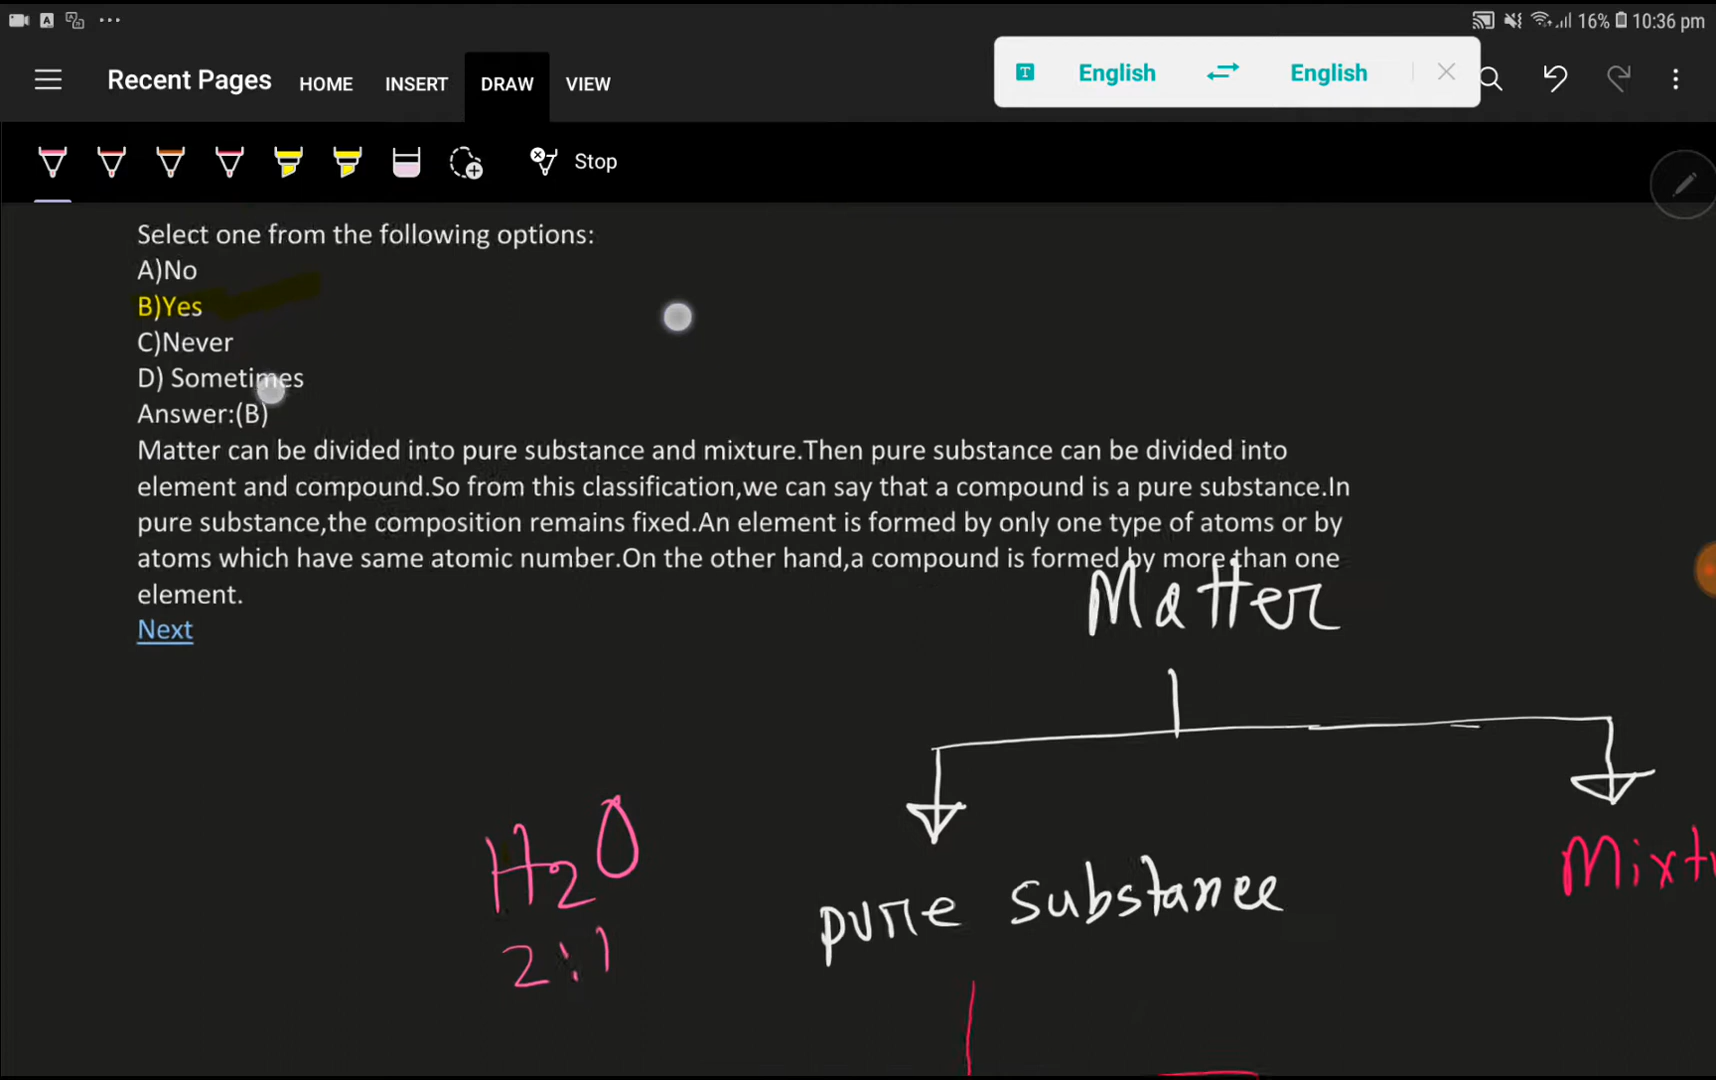 16% 10:36 pm
Recent Pages HOME INSERT DRAW VIEW
English English
Stop
Select one from the following options:
A)No
B)Yes
C)Never
D) Sometimes
Answer:(B)
Matter can be divided into pure substance and mixture.Then pure substance can be divided into
element and compound.So from this classification,we can say that a compound is a pure substance.In
pure substance,the composition remains fixed.An element is formed by only one type of atoms or by
atoms which have same atomic number.On the other hand,a compound is formed by more than one
element.
Next
Matter
H2O
2:1
pure substance
Mixtu